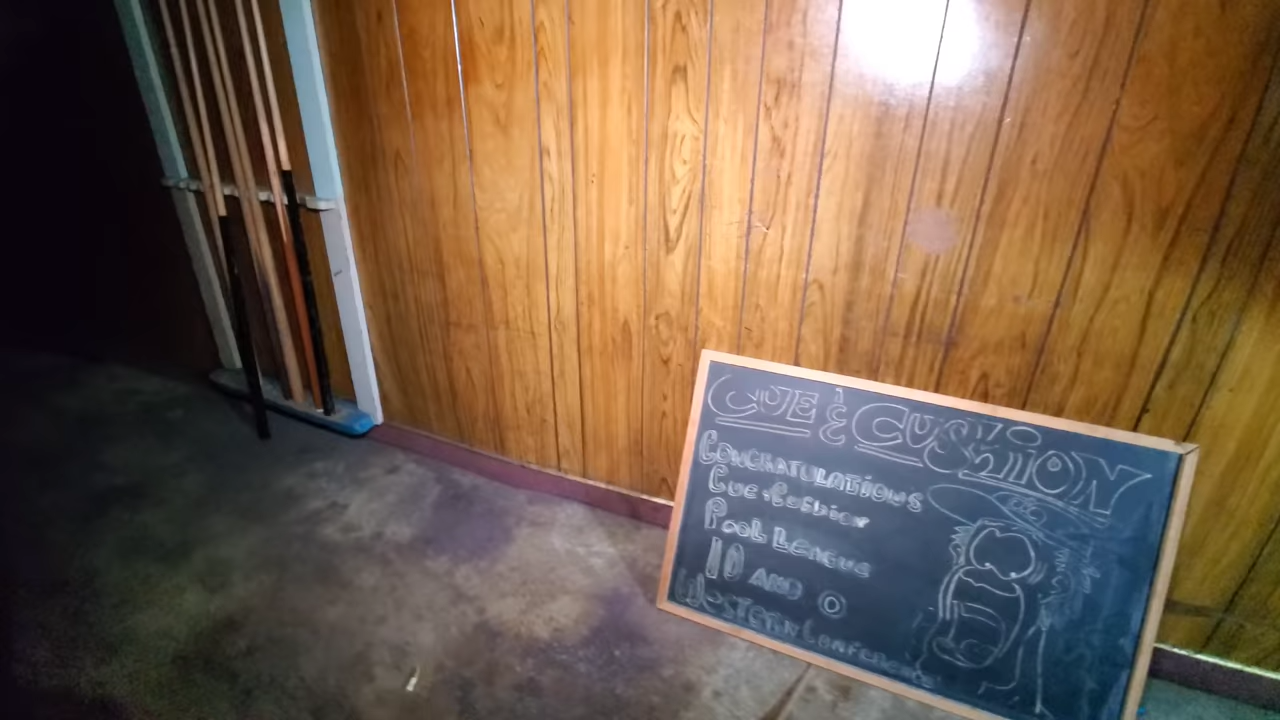 CUE & CUSHION
CONGRATULATIONS
CUE & CUSHION
POOL LEAGUE
10 AND 0
WESTERN CONFERENCE